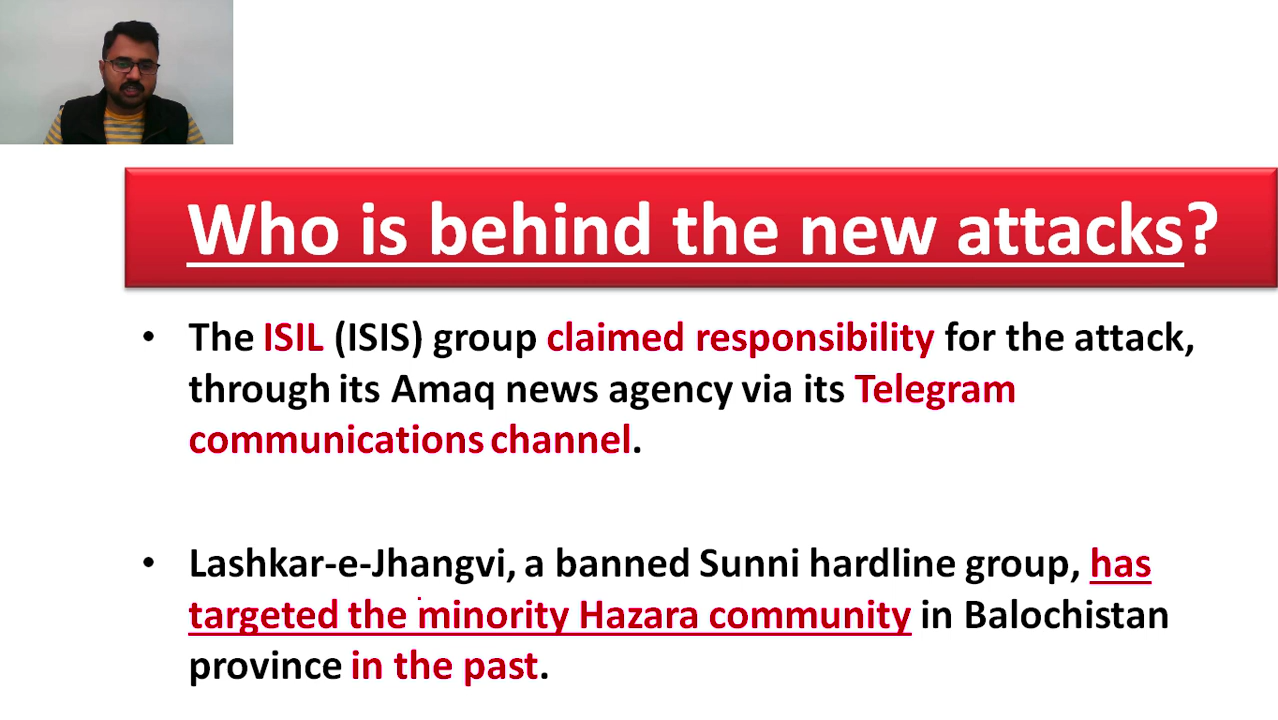 Who is behind the new attacks?
• The ISIL (ISIS) group claimed responsibility for the attack,
through its Amaq news agency via its Telegram
communications channel.
• Lashkar-e-Jhangvi, a banned Sunni hardline group, has
targeted the minority Hazara community in Balochistan
province in the past.